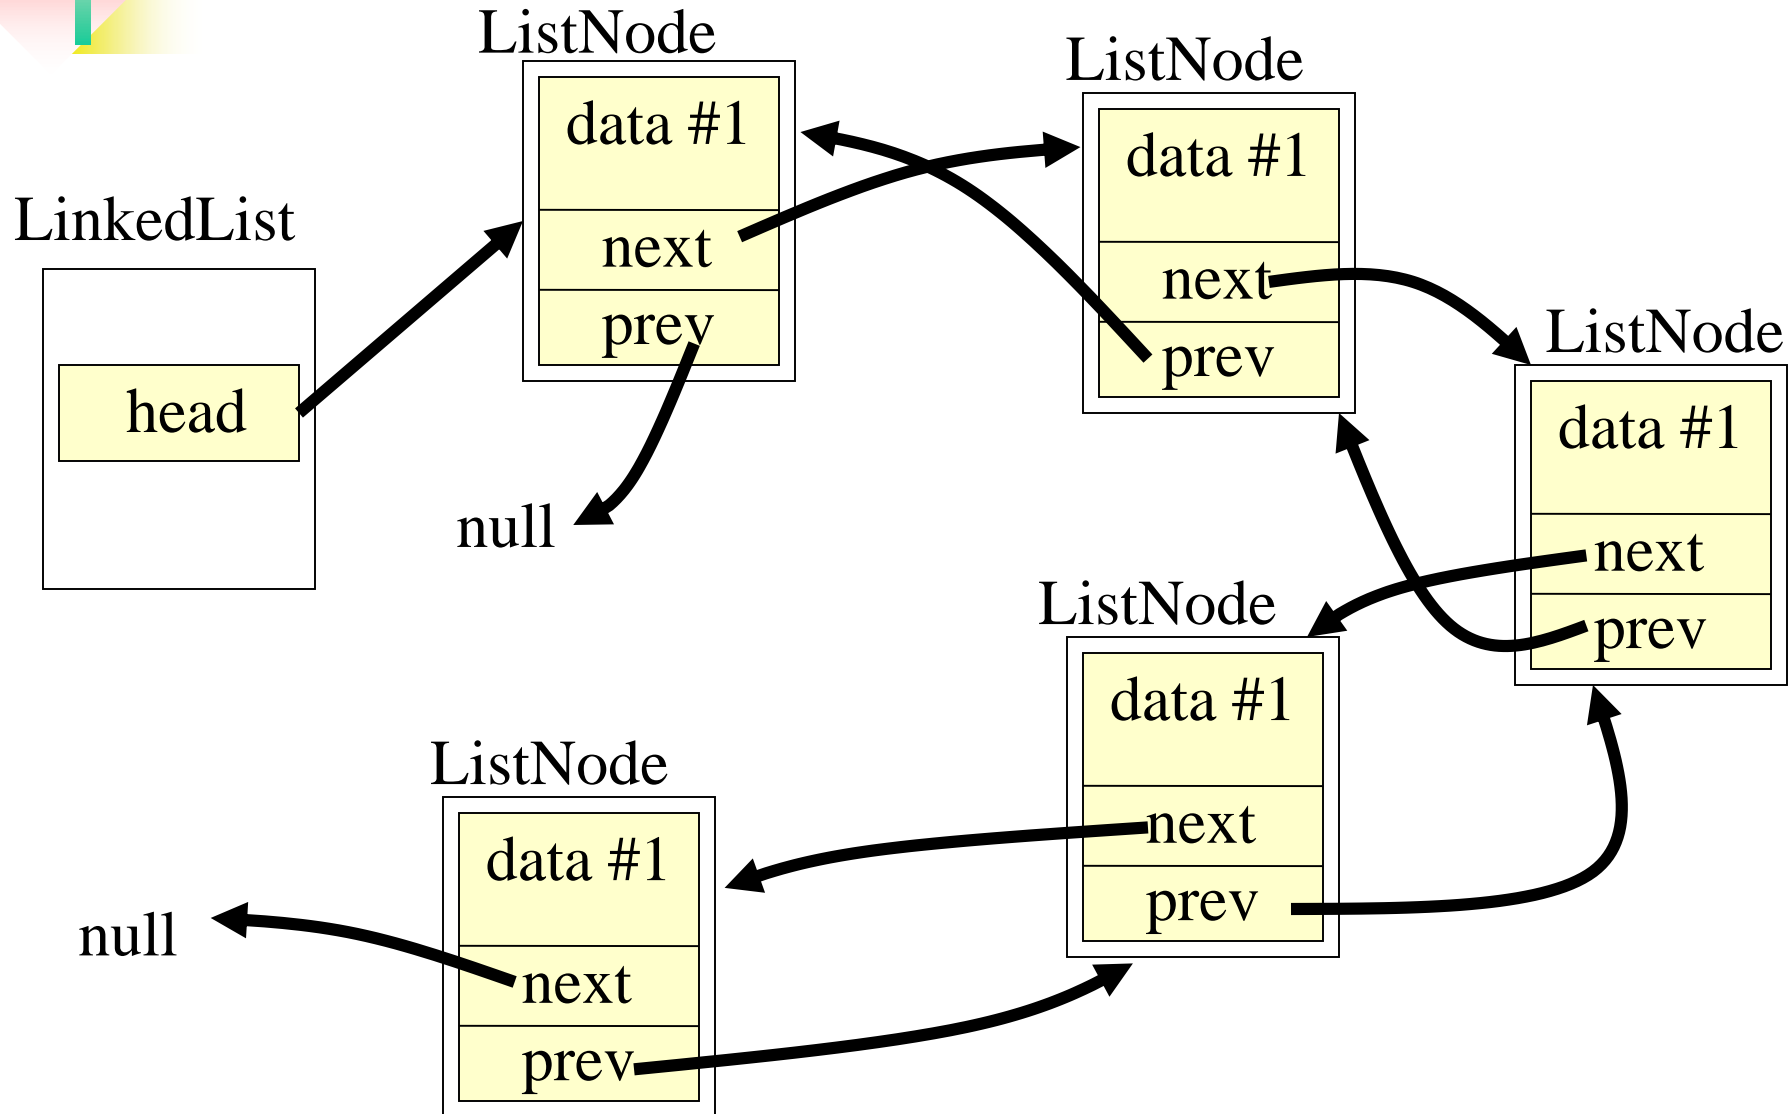 LinkedList
head
ListNode
data #1
next
prev
null
ListNode
data #1
next
prev
ListNode
data #1
next
prev
ListNode
data #1
next
prev
ListNode
data #1
next
prev
null